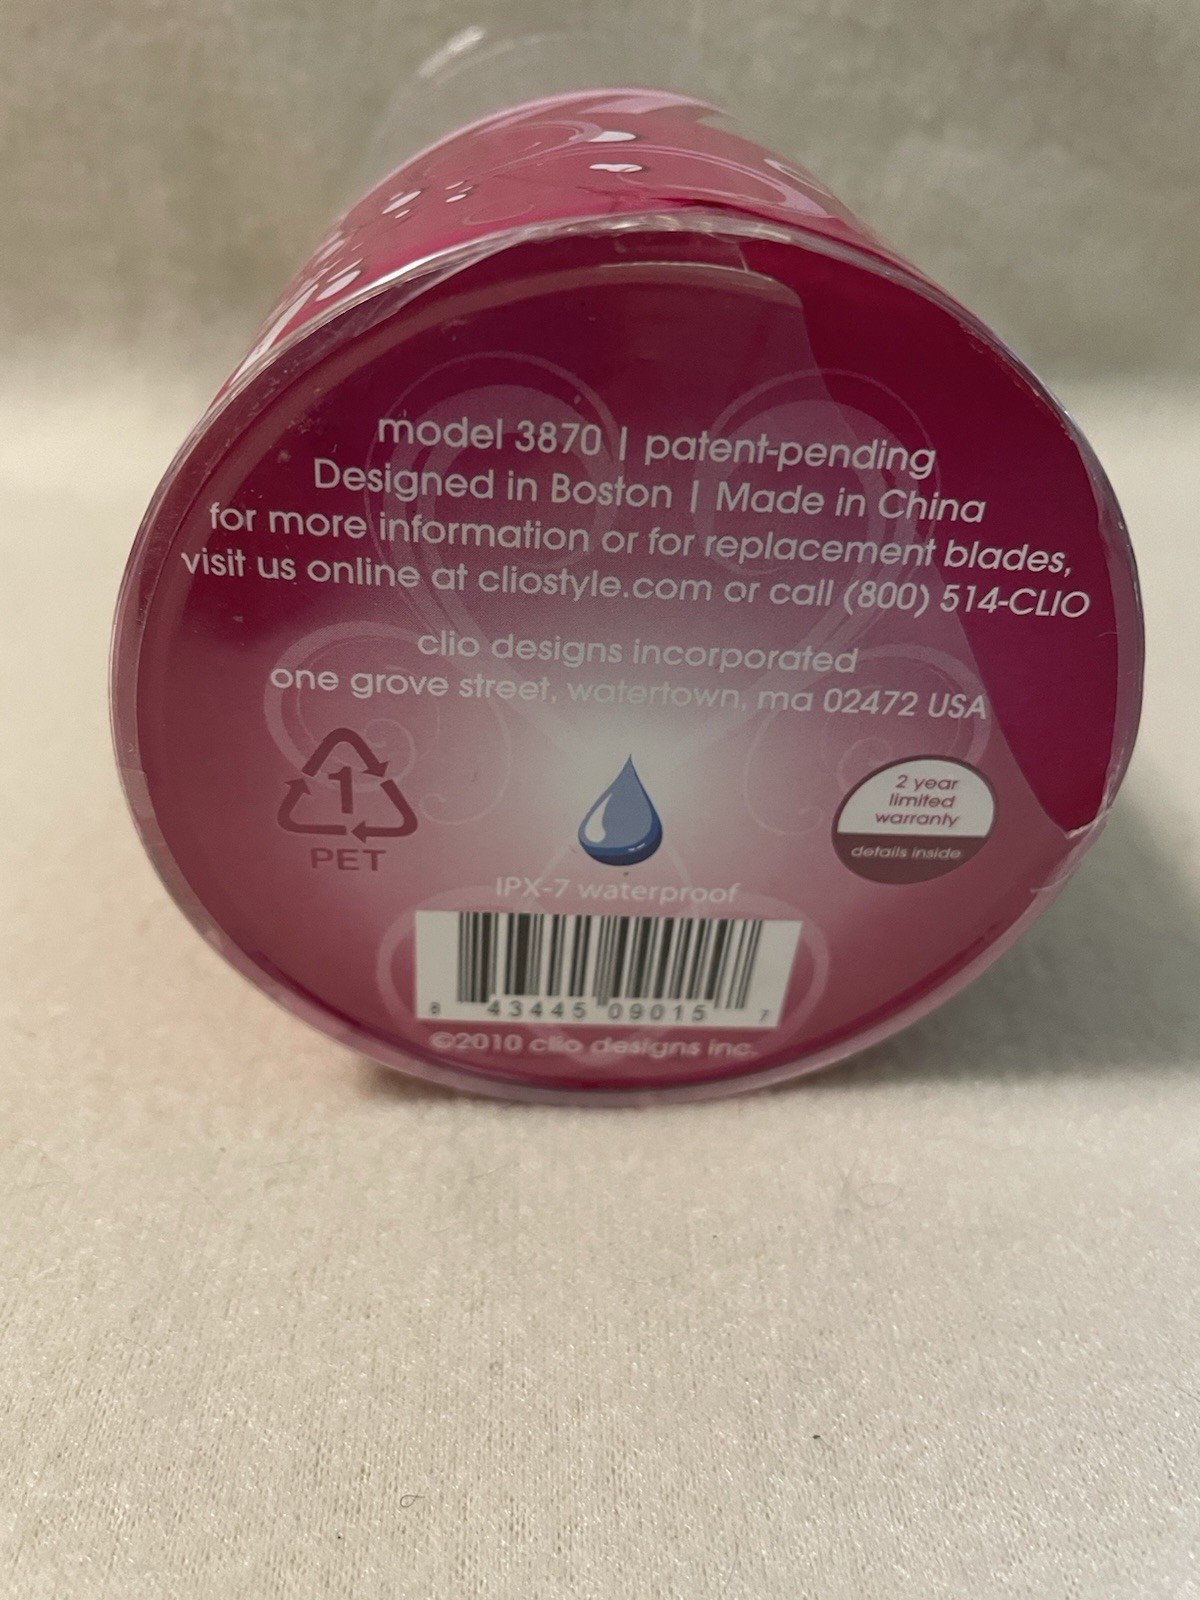 model 3870 | patent-pending
Designed in Boston | Made in China
for more information or for replacement blades,
visit us online at cliostyle.com or call (800) 514-CLIO
clio designs incorporated
one grove street, watertown, ma 02472 USA
1
PET
2 year
limited
warranty
details inside
IPX-7 waterproof
8 43445 09015 7
©2010 clio designs inc.